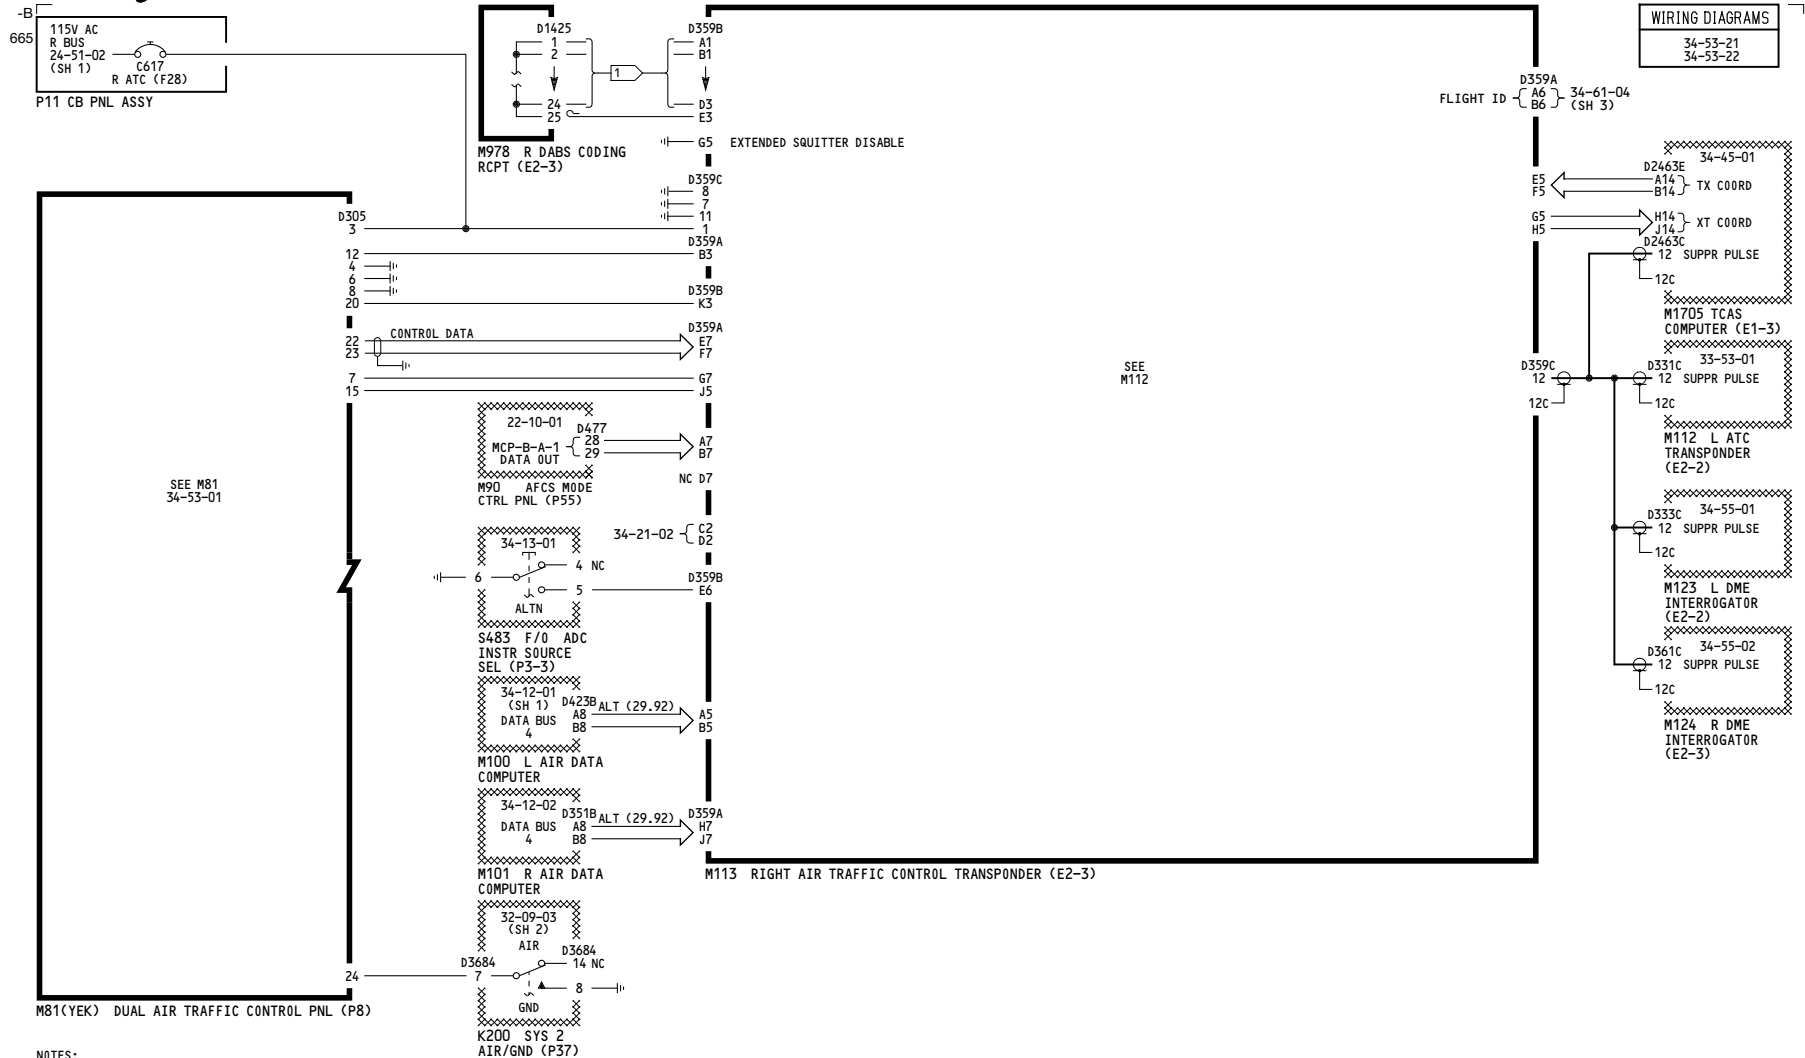 -B
665
115V AC
R BUS
24-51-02
(SH 1)
C617
R ATC (F28)
P11 CB PNL ASSY
D1425
1
2
24
25
1
M978 R DABS CODING
RCPT (E2-3)
D359B
A1
B1
D3
E3
G5 EXTENDED SQUITTER DISABLE
D359C
8
7
11
1
D359A
B3
D359B
K3
D359A
E7
F7
G7
J5
A7
B7
NC D7
34-21-02
C2
D2
D359B
E6
A5
B5
D359A
H7
J7
D305
3
12
4
6
8
20
22
23
CONTROL DATA
7
15
24
SEE M81
34-53-01
M81(YEK) DUAL AIR TRAFFIC CONTROL PNL (P8)
22-10-01
D477
MCP-B-A-1
DATA OUT
28
29
M90 AFCS MODE
CTRL PNL (P55)
34-13-01
6
4 NC
5
ALTN
S483 F/O ADC
INSTR SOURCE
SEL (P3-3)
34-12-01
(SH 1)
DATA BUS
4
D423B
A8
B8
ALT (29.92)
M100 L AIR DATA
COMPUTER
34-12-02
DATA BUS
4
D351B
A8
B8
ALT (29.92)
M101 R AIR DATA
COMPUTER
32-09-03
(SH 2)
AIR
D3684
7
D3684
14 NC
8
GND
K200 SYS 2
AIR/GND (P37)
SEE
M112
M113 RIGHT AIR TRAFFIC CONTROL TRANSPONDER (E2-3)
WIRING DIAGRAMS
34-53-21
34-53-22
FLIGHT ID
D359A
A6
B6
34-61-04
(SH 3)
E5
F5
G5
H5
34-45-01
D2463E
A14
B14
TX COORD
H14
J14
XT COORD
D2463C
12 SUPPR PULSE
12C
M1705 TCAS
COMPUTER (E1-3)
D359C
12
12C
33-53-01
D331C
12 SUPPR PULSE
12C
M112 L ATC
TRANSPONDER
(E2-2)
34-55-01
D333C
12 SUPPR PULSE
12C
M123 L DME
INTERROGATOR
(E2-2)
34-55-02
D361C
12 SUPPR PULSE
12C
M124 R DME
INTERROGATOR
(E2-3)
NOTES: